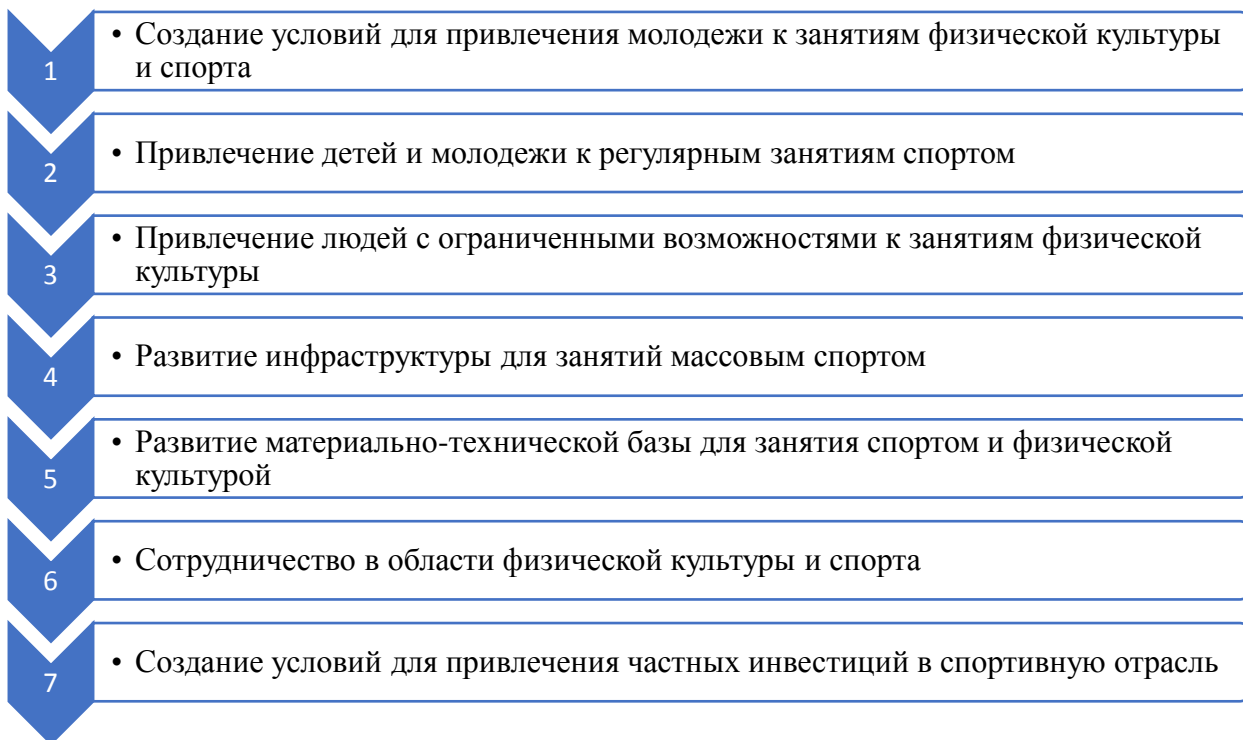 1
• Создание условий для привлечения молодежи к занятиям физической культуры
и спорта
2
• Привлечение детей и молодежи к регулярным занятиям спортом
3
• Привлечение людей с ограниченными возможностями к занятиям физической
культуры
4
• Развитие инфраструктуры для занятий массовым спортом
5
• Развитие материально-технической базы для занятия спортом и физической
культурой
6
• Сотрудничество в области физической культуры и спорта
7
• Создание условий для привлечения частных инвестиций в спортивную отрасль